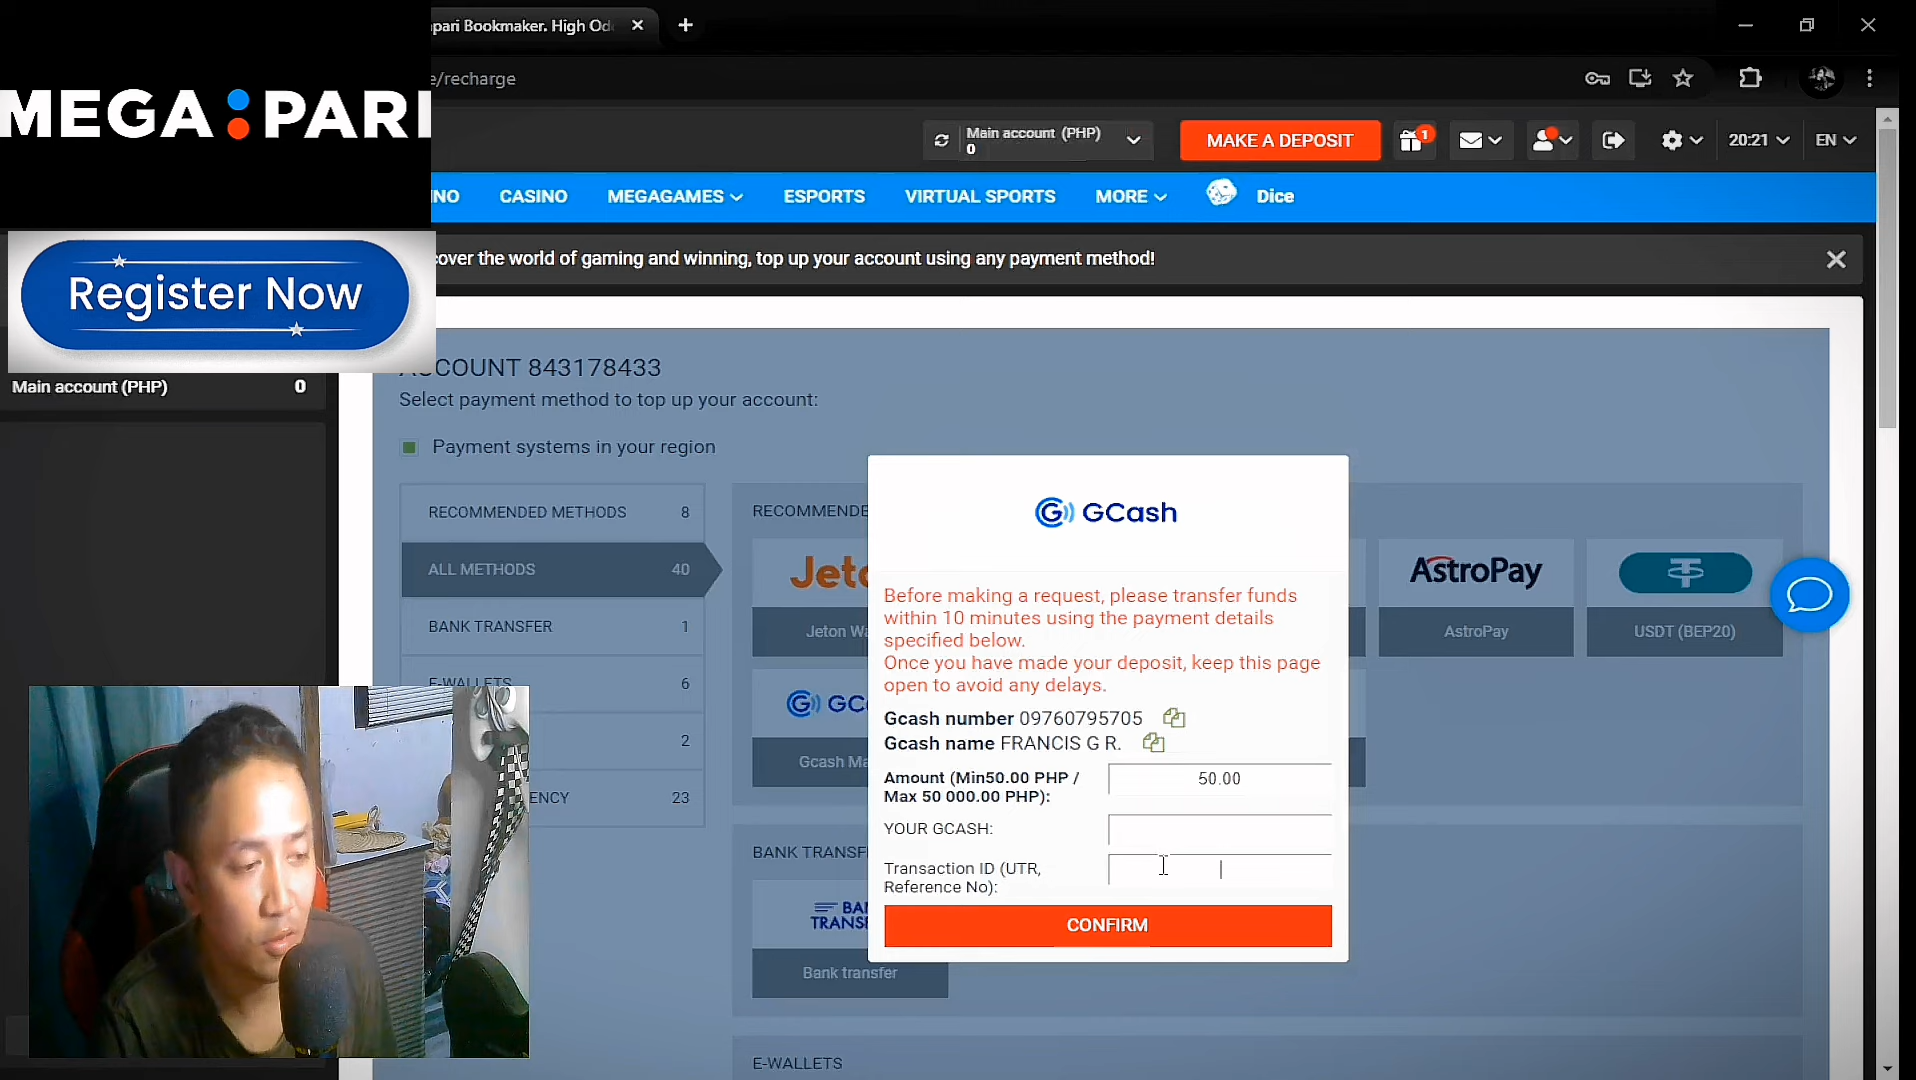 pari Bookmaker. High Od
e/recharge
MEGA PARI
Main account (PHP)
0
MAKE A DEPOSIT
1
20:21
EN
NO
CASINO
MEGAGAMES
ESPORTS
VIRTUAL SPORTS
MORE
Dice
cover the world of gaming and winning, top up your account using any payment method!
Register Now
Main account (PHP) 0
ACCOUNT 843178433
Select payment method to top up your account:
Payment systems in your region
RECOMMENDED METHODS 8
ALL METHODS 40
BANK TRANSFER 1
E-WALLETS 6
2
ENCY 23
RECOMMENDE
Jeto
Jeton Wa
AstroPay
AstroPay
USDT (BEP20)
GC
Gcash Ma
BANK TRANSF
BAN
TRANS
Bank transfer
E-WALLETS
GCash
Before making a request, please transfer funds
within 10 minutes using the payment details
specified below.
Once you have made your deposit, keep this page
open to avoid any delays.
Gcash number 09760795705
Gcash name FRANCIS G R.
Amount (Min50.00 PHP /
Max 50 000.00 PHP):
50.00
YOUR GCASH:
Transaction ID (UTR,
Reference No):
CONFIRM